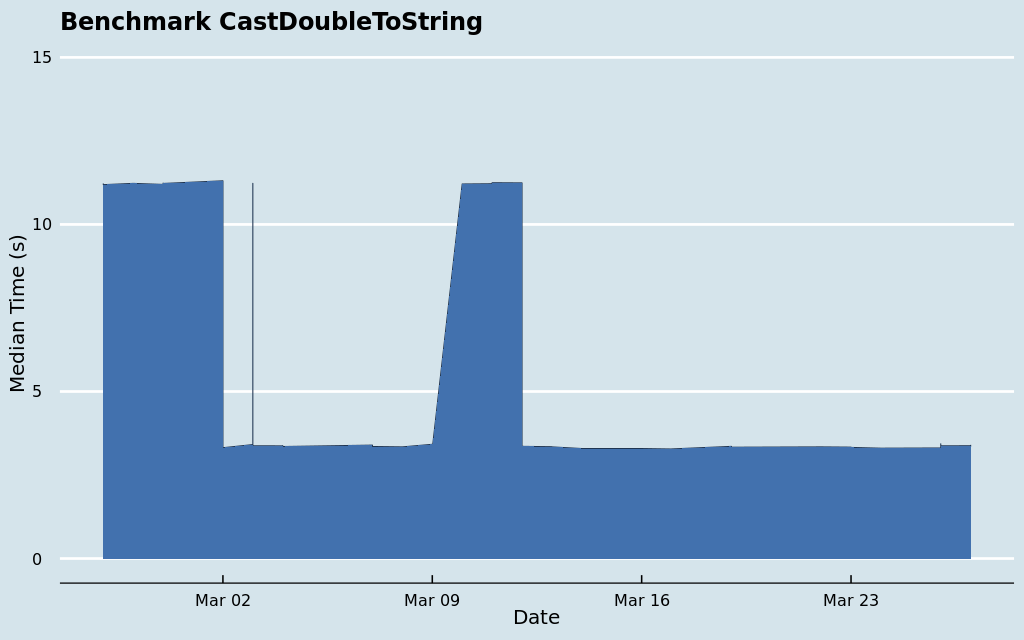 Benchmark CastDoubleToString
15
10
5
0
Median Time (s)
Mar 02
Mar 09
Mar 16
Mar 23
Date